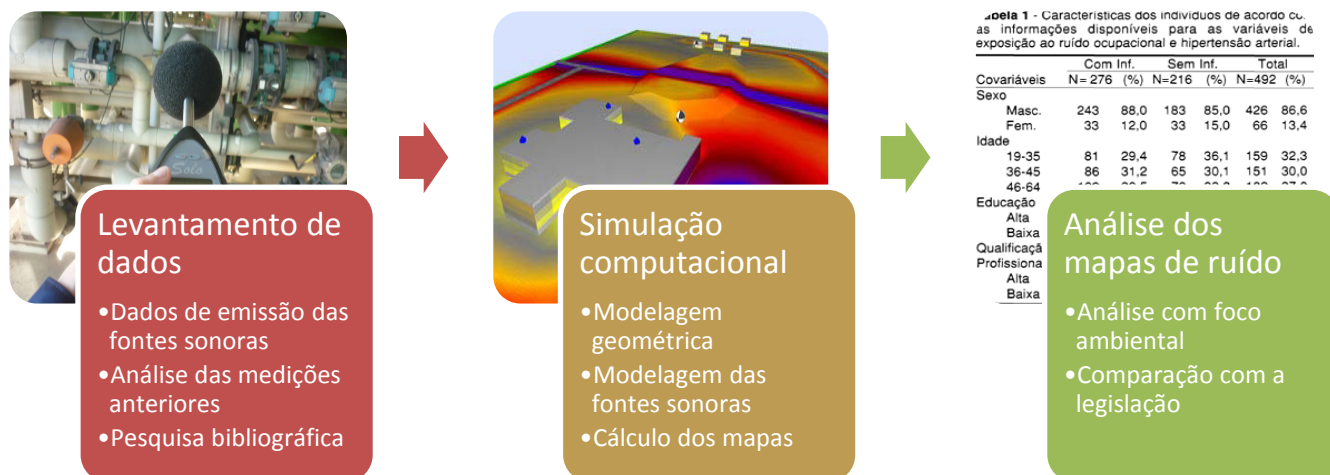 Tabela 1 - Características dos indivíduos de acordo
as informações disponíveis para as variáveis de
exposição ao ruído ocupacional e hipertensão arterial.
Com Inf. Sem Inf. Total
Covariáveis N= 276 (%) N=216 (%) N=492 (%)
Sexo
Masc. 243 88,0 183 85,0 426 86,6
Fem. 33 12,0 33 15,0 66 13,4
Idade
19-35 81 29,4 78 36,1 159 32,3
36-45 86 31,2 65 30,1 151 30,0
46-64
Educação
Alta
Baixa
Qualificaçã
Profissiona
Alta
Baixa
Solo
Levantamento de
dados
•Dados de emissão das
fontes sonoras
•Análise das medições
anteriores
•Pesquisa bibliográfica
Simulação
computacional
•Modelagem
geométrica
•Modelagem das
fontes sonoras
•Cálculo dos mapas
Análise dos
mapas de ruído
•Análise com foco
ambiental
•Comparação com a
legislação